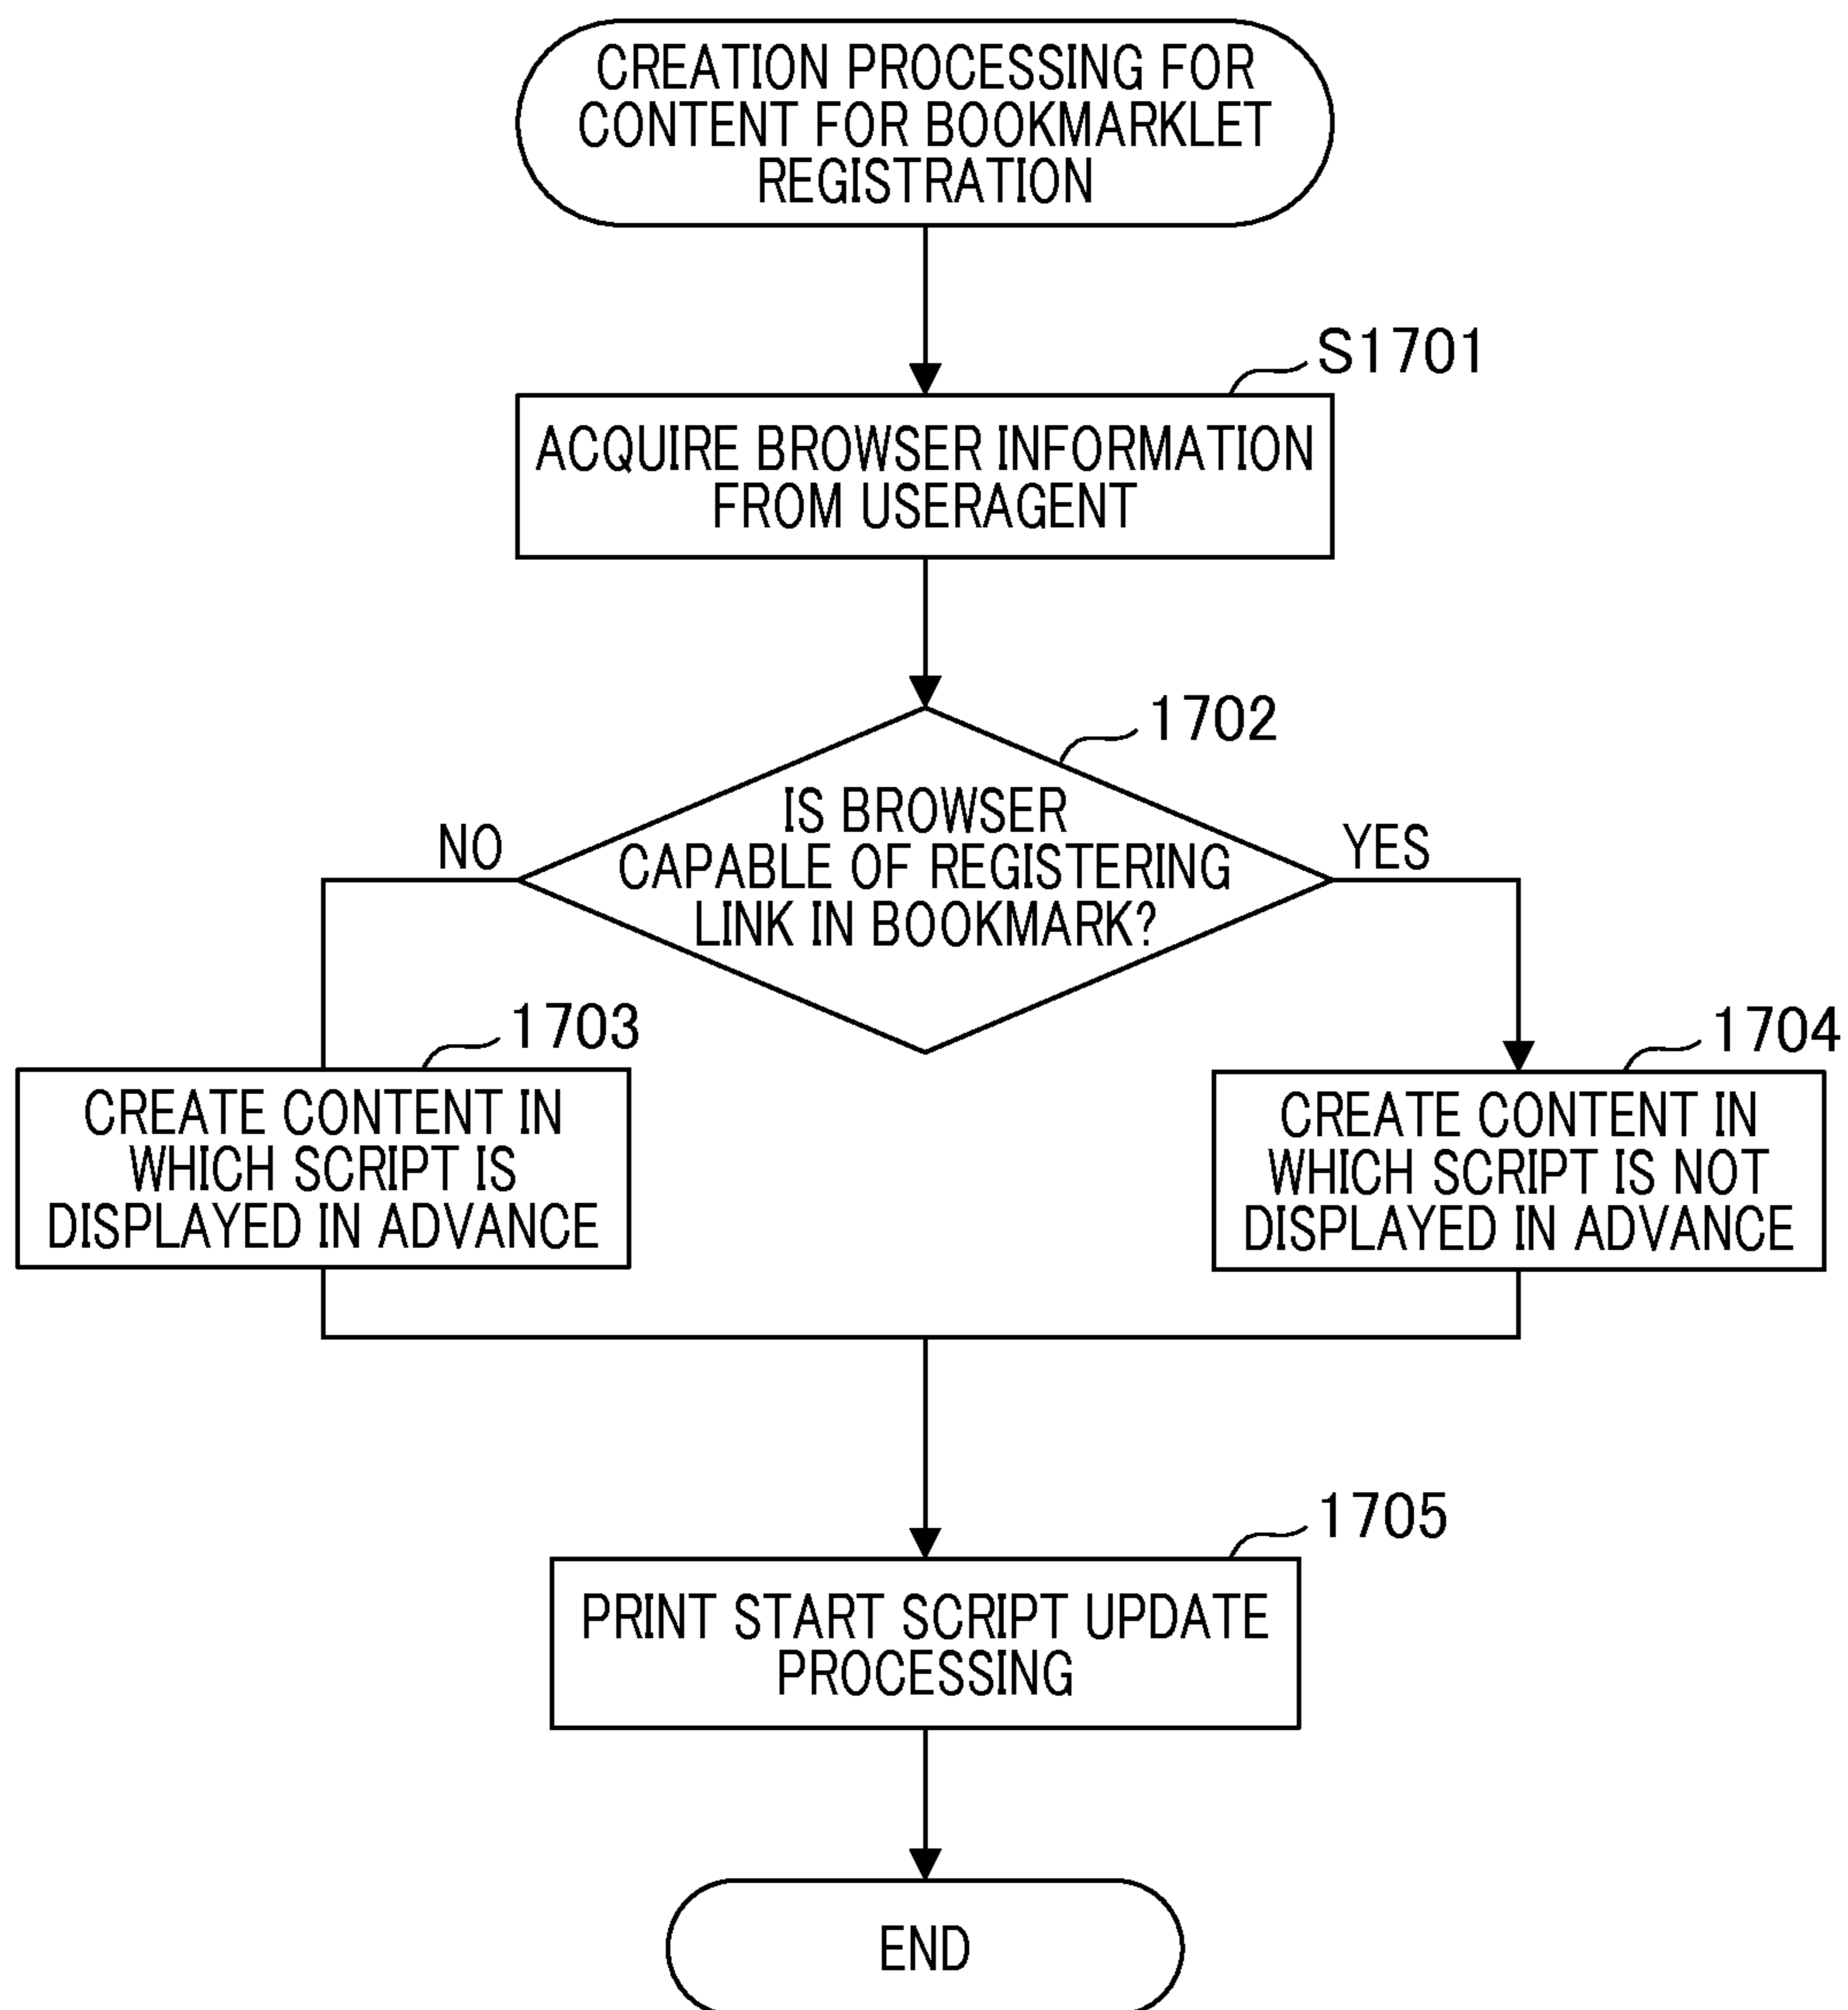 CREATION PROCESSING FOR
CONTENT FOR BOOKMARKLET
REGISTRATION
S1701
ACQUIRE BROWSER INFORMATION
FROM USERAGENT
1702
IS BROWSER
CAPABLE OF REGISTERING
LINK IN BOOKMARK?
NO
YES
1703
CREATE CONTENT IN
WHICH SCRIPT IS
DISPLAYED IN ADVANCE
1704
CREATE CONTENT IN
WHICH SCRIPT IS NOT
DISPLAYED IN ADVANCE
1705
PRINT START SCRIPT UPDATE
PROCESSING
END